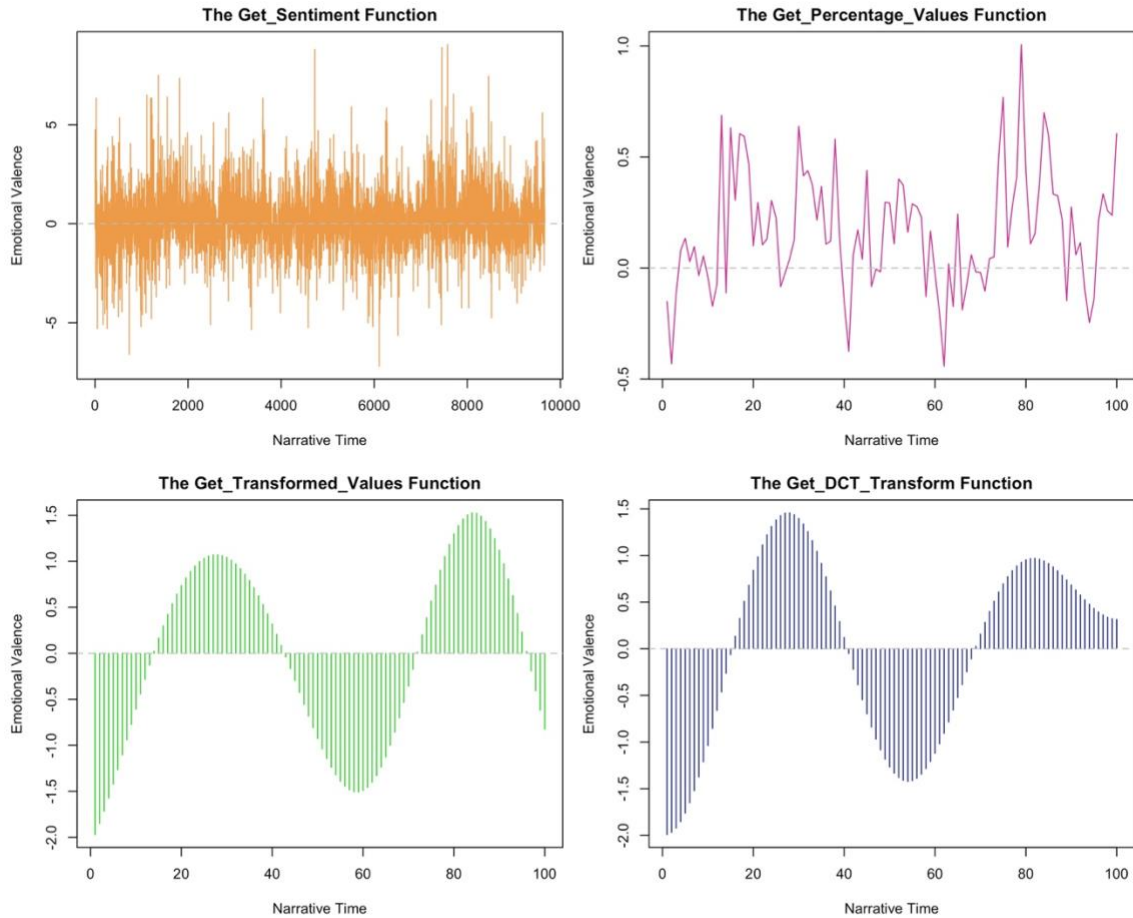 The Get_Sentiment Function
Emotional Valence
5
0
-5
0 2000 4000 6000 8000 10000
Narrative Time
The Get_Percentage_Values Function
Emotional Valence
1.0
0.5
0.0
-0.5
0 20 40 60 80 100
Narrative Time
The Get_Transformed_Values Function
Emotional Valence
1.5
1.0
0.5
0.0
-0.5
-1.0
-1.5
-2.0
0 20 40 60 80 100
Narrative Time
The Get_DCT_Transform Function
Emotional Valence
1.5
1.0
0.5
0.0
-0.5
-1.0
-1.5
-2.0
0 20 40 60 80 100
Narrative Time